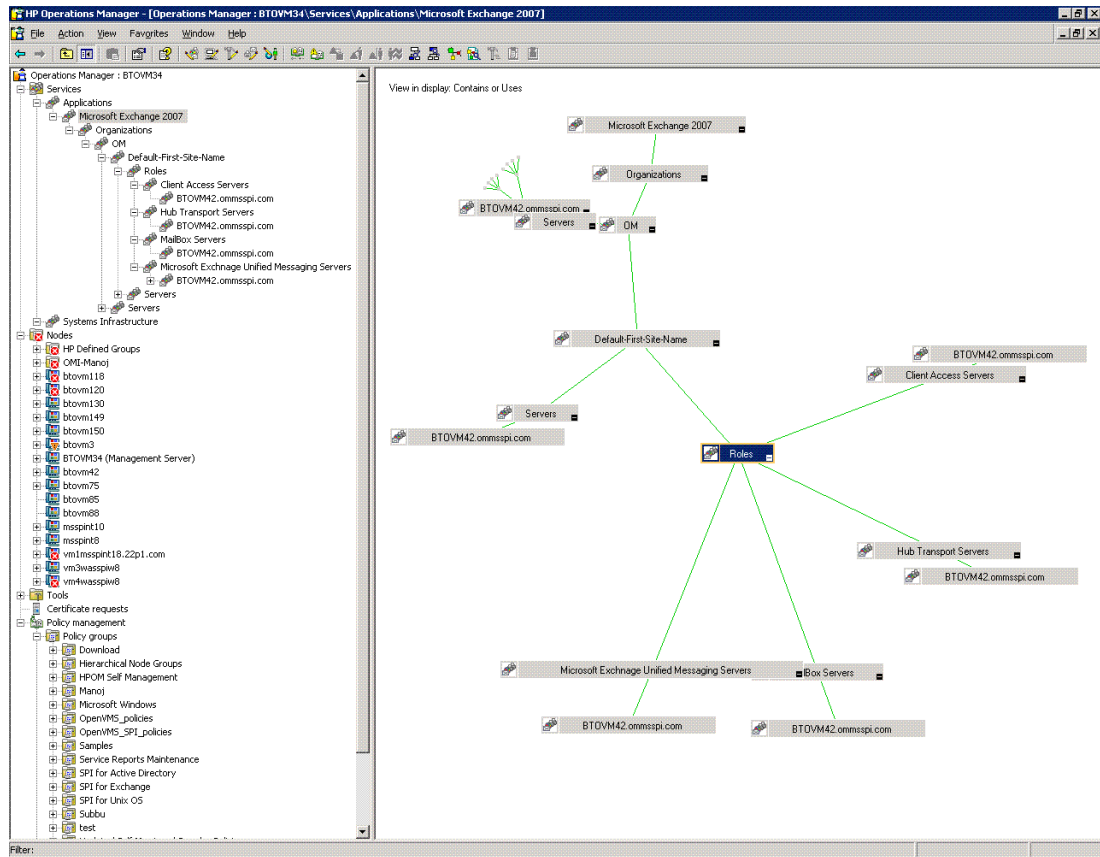 HP Operations Manager - [Operations Manager : BTOVM34\Services\Applications\Microsoft Exchange 2007]
File Action View Favorites Window Help
Operations Manager : BTOVM34
Services
Applications
Microsoft Exchange 2007
Organizations
OM
Default-First-Site-Name
Roles
Client Access Servers
BTOVM42.ommsspi.com
Hub Transport Servers
BTOVM42.ommsspi.com
MailBox Servers
BTOVM42.ommsspi.com
Microsoft Exchnage Unified Messaging Servers
BTOVM42.ommsspi.com
Servers
Servers
Systems Infrastructure
Nodes
HP Defined Groups
OMI-Manoj
btovm118
btovm120
btovm130
btovm149
btovm150
btovm3
BTOVM34 (Management Server)
btovm42
btovm75
btovm85
btovm88
msspint10
msspint8
vm1msspint18.22p1.com
vm3wasspiw8
vm4wasspiw8
Tools
Certificate requests
Policy management
Policy groups
Download
Hierarchical Node Groups
HPOM Self Management
Manoj
Microsoft Windows
OpenVMS_policies
OpenVMS_SPI_policies
Samples
Service Reports Maintenance
SPI for Active Directory
SPI for Exchange
SPI for Unix OS
Subbu
test
View in display: Contains or Uses
Microsoft Exchange 2007
Organizations
BTOVM42.ommsspi.com
Servers
OM
Default-First-Site-Name
BTOVM42.ommsspi.com
Client Access Servers
Servers
BTOVM42.ommsspi.com
Roles
Hub Transport Servers
BTOVM42.ommsspi.com
Microsoft Exchnage Unified Messaging Servers
Box Servers
BTOVM42.ommsspi.com
BTOVM42.ommsspi.com
Filter: